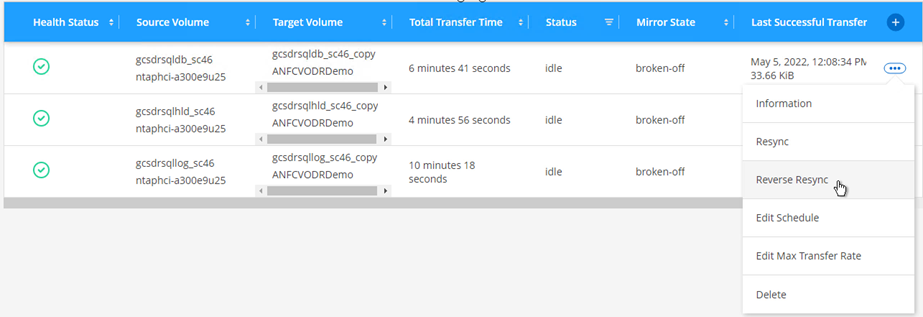 Health Status Source Volume Target Volume Total Transfer Time Status Mirror State Last Successful Transfer
gcsdrsqldb_sc46
ntaphci-a300e9u25
gcsdrsqldb_sc46_copy
ANFCVODRDemo
6 minutes 41 seconds
idle
broken-off
May 5, 2022, 12:08:34 PM
33.66 KiB
gcsdrsqlhld_sc46
ntaphci-a300e9u25
gcsdrsqlhld_sc46_copy
ANFCVODRDemo
4 minutes 56 seconds
idle
broken-off
gcsdrsqllog_sc46
ntaphci-a300e9u25
gcsdrsqllog_sc46_copy
ANFCVODRDemo
10 minutes 18
seconds
idle
broken-off
Information
Resync
Reverse Resync
Edit Schedule
Edit Max Transfer Rate
Delete